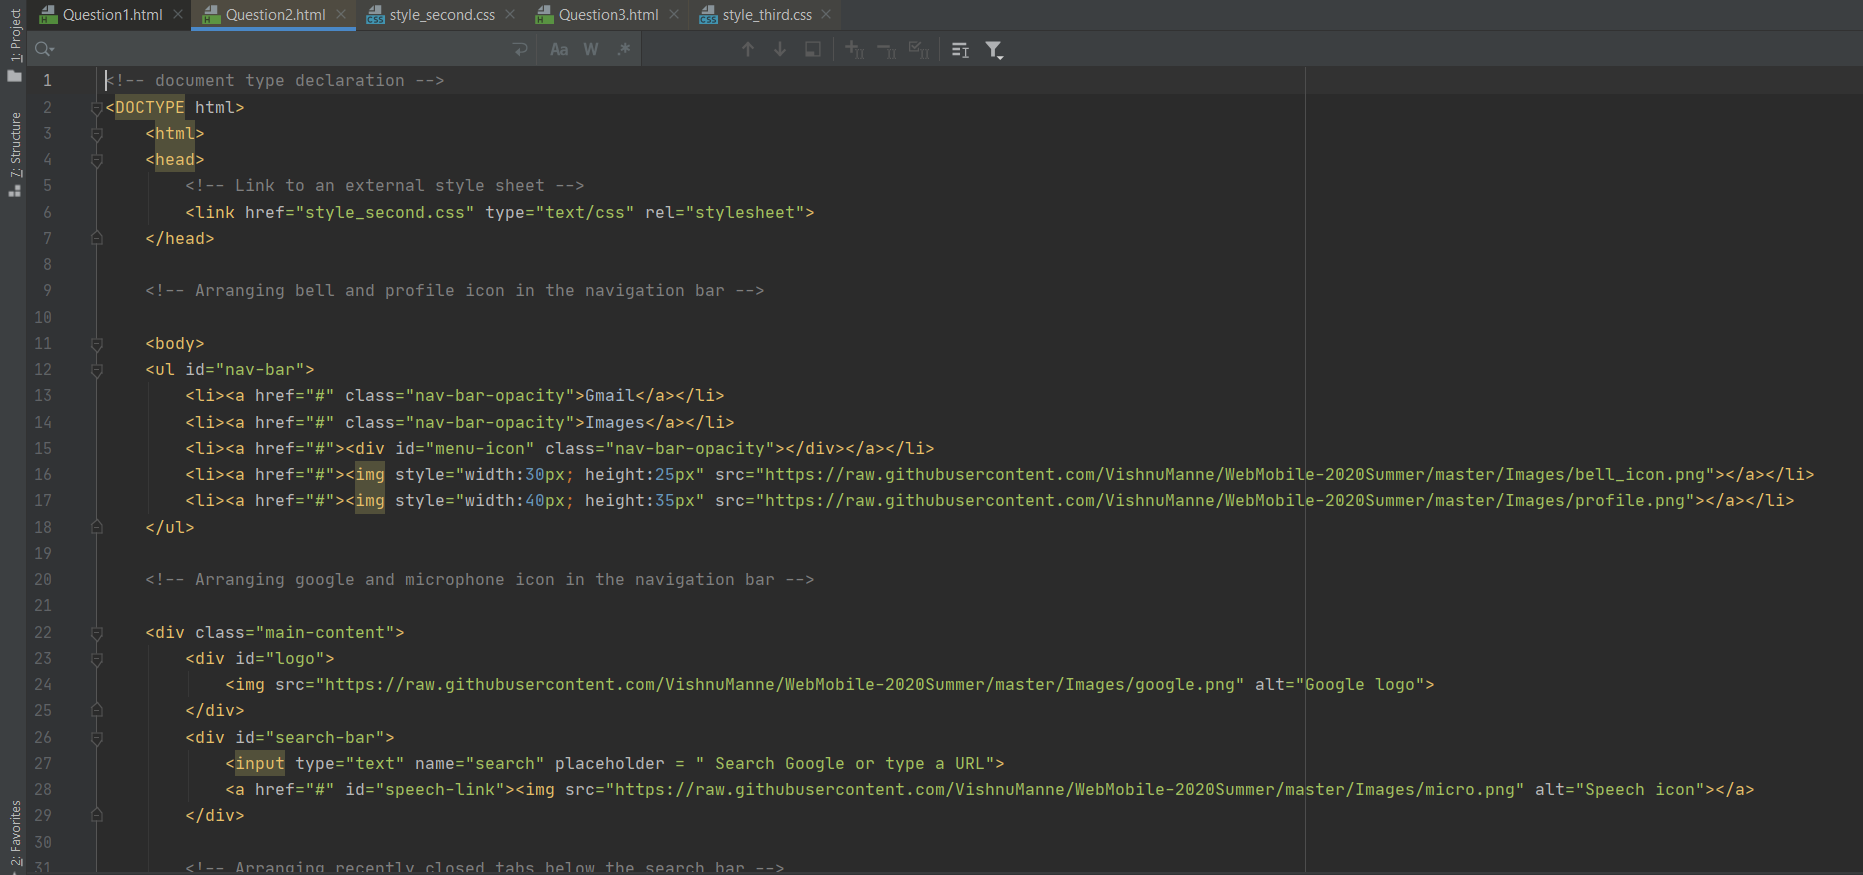 1: Project
7: Structure
2: Favorites
Question1.html
Question2.html
style_second.css
Question3.html
style_third.css
Aa W .*
1 <!-- document type declaration -->
2 <DOCTYPE html>
3 <html>
4 <head>
5 <!-- Link to an external style sheet -->
6 <link href="style_second.css" type="text/css" rel="stylesheet">
7 </head>
8
9 <!-- Arranging bell and profile icon in the navigation bar -->
10
11 <body>
12 <ul id="nav-bar">
13 <li><a href="#" class="nav-bar-opacity">Gmail</a></li>
14 <li><a href="#" class="nav-bar-opacity">Images</a></li>
15 <li><a href="#"><div id="menu-icon" class="nav-bar-opacity"></div></a></li>
16 <li><a href="#"><img style="width:30px; height:25px" src="https://raw.githubusercontent.com/VishnuManne/WebMobile-2020Summer/master/Images/bell_icon.png"></a></li>
17 <li><a href="#"><img style="width:40px; height:35px" src="https://raw.githubusercontent.com/VishnuManne/WebMobile-2020Summer/master/Images/profile.png"></a></li>
18 </ul>
19
20 <!-- Arranging google and microphone icon in the navigation bar -->
21
22 <div class="main-content">
23 <div id="logo">
24 <img src="https://raw.githubusercontent.com/VishnuManne/WebMobile-2020Summer/master/Images/google.png" alt="Google logo">
25 </div>
26 <div id="search-bar">
27 <input type="text" name="search" placeholder = " Search Google or type a URL">
28 <a href="#" id="speech-link"><img src="https://raw.githubusercontent.com/VishnuManne/WebMobile-2020Summer/master/Images/micro.png" alt="Speech icon"></a>
29 </div>
30
31 <!-- Arranging recently closed tabs below the search bar -->